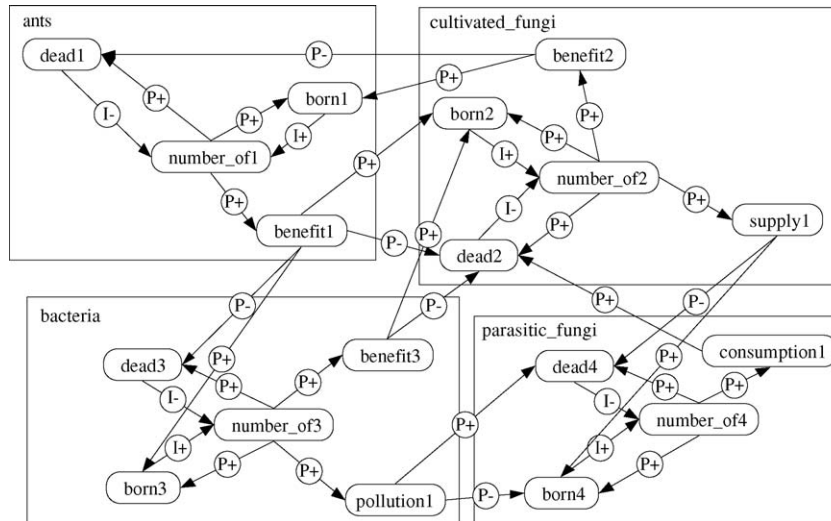 ants
cultivated_fungi
dead1
P-
benefit2
P+
P+
born1
P+
I-
P+
I+
born2
P+
P+
number_of1
P+
I+
number_of2
P+
P+
I-
supply1
benefit1
P+
P+
P-
dead2
bacteria
P-
P-
P+
P-
parasitic_fungi
dead3
P+
benefit3
dead4
P+
consumption1
P+
P+
I-
P+
I-
P+
P+
number_of3
P+
number_of4
I+
I+
P+
P+
P+
born3
pollution1
P-
born4